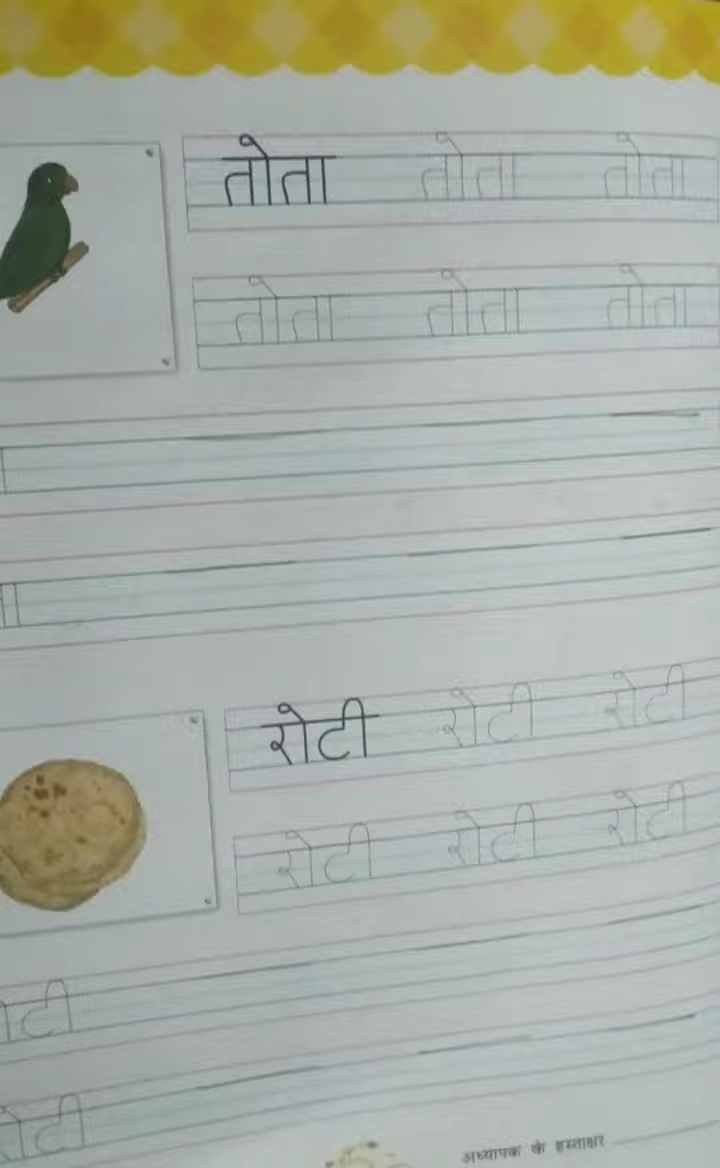 तोता तोता तोता
तोता तोता तोता
रोटी रोटी रोटी
रोटी रोटी रोटी
रोटी
रोटी
अध्यापक के हस्ताक्षर